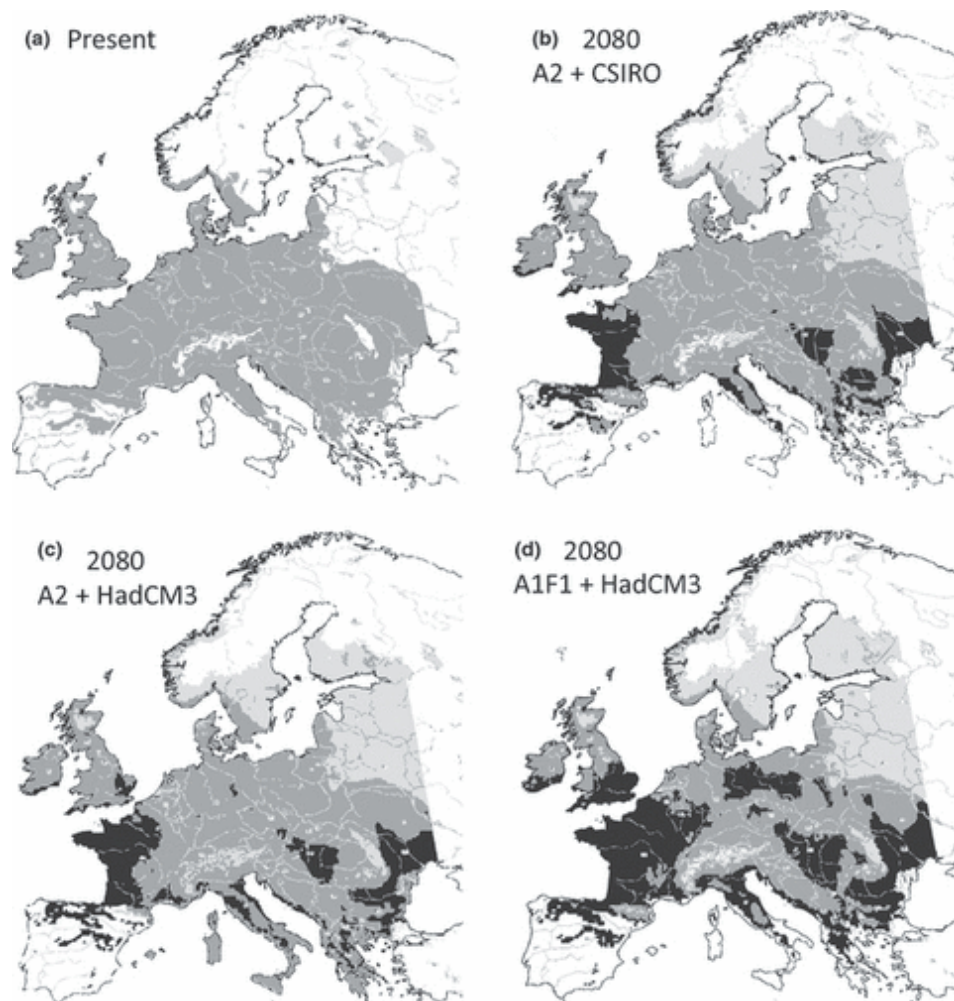 (a) Present
(b) 2080
A2 + CSIRO
(c) 2080
A2 + HadCM3
(d) 2080
A1F1 + HadCM3